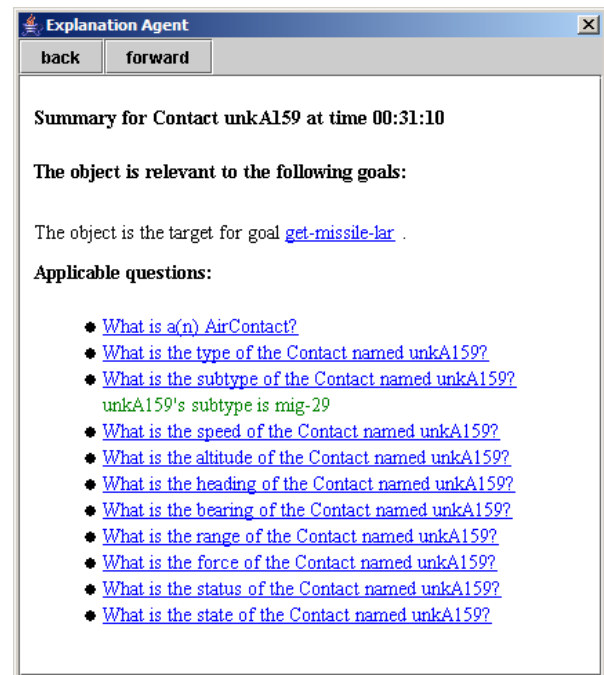 Explanation Agent
back forward
Summary for Contact unkA159 at time 00:31:10
The object is relevant to the following goals:
The object is the target for goal get-missile-lar .
Applicable questions:
What is a(n) AirContact?
What is the type of the Contact named unkA159?
What is the subtype of the Contact named unkA159?
unkA159's subtype is mig-29
What is the speed of the Contact named unkA159?
What is the altitude of the Contact named unkA159?
What is the heading of the Contact named unkA159?
What is the bearing of the Contact named unkA159?
What is the range of the Contact named unkA159?
What is the force of the Contact named unkA159?
What is the status of the Contact named unkA159?
What is the state of the Contact named unkA159?